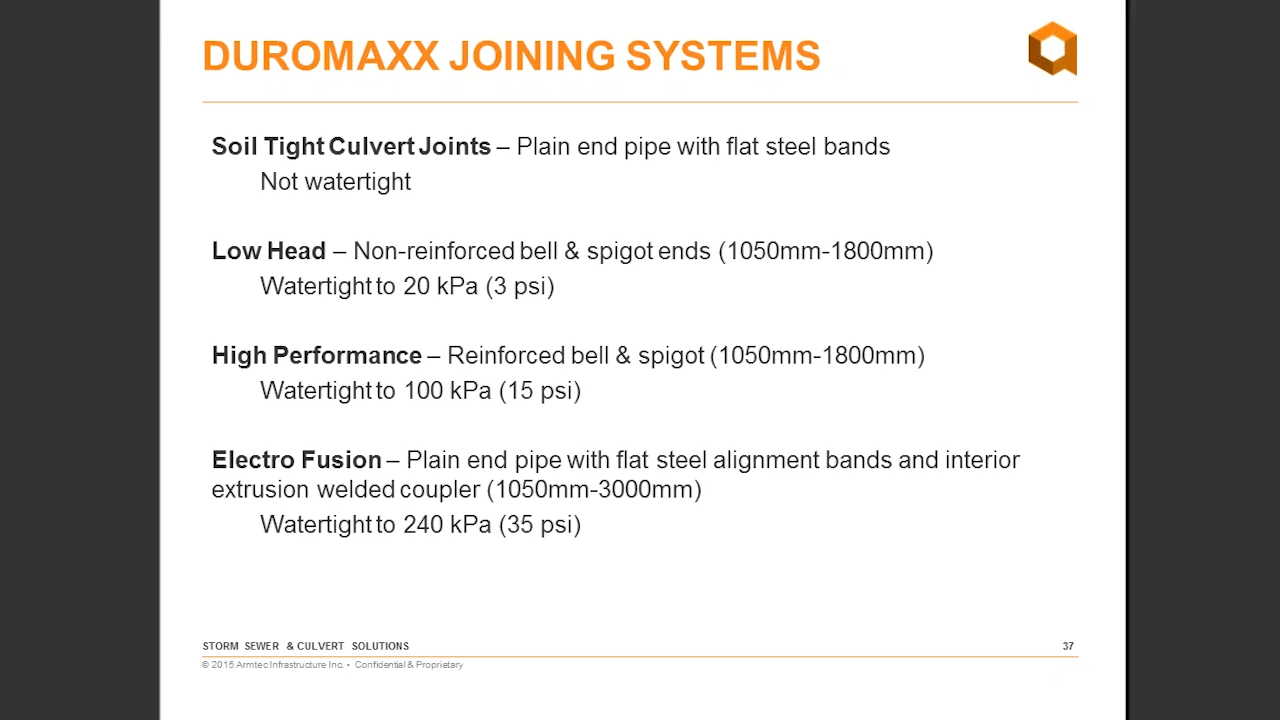 DUROMAXX JOINING SYSTEMS
Soil Tight Culvert Joints – Plain end pipe with flat steel bands
Not watertight
Low Head – Non-reinforced bell & spigot ends (1050mm-1800mm)
Watertight to 20 kPa (3 psi)
High Performance – Reinforced bell & spigot (1050mm-1800mm)
Watertight to 100 kPa (15 psi)
Electro Fusion – Plain end pipe with flat steel alignment bands and interior
extrusion welded coupler (1050mm-3000mm)
Watertight to 240 kPa (35 psi)
STORM SEWER & CULVERT SOLUTIONS
37
© 2015 Armtec Infrastructure Inc. • Confidential & Proprietary